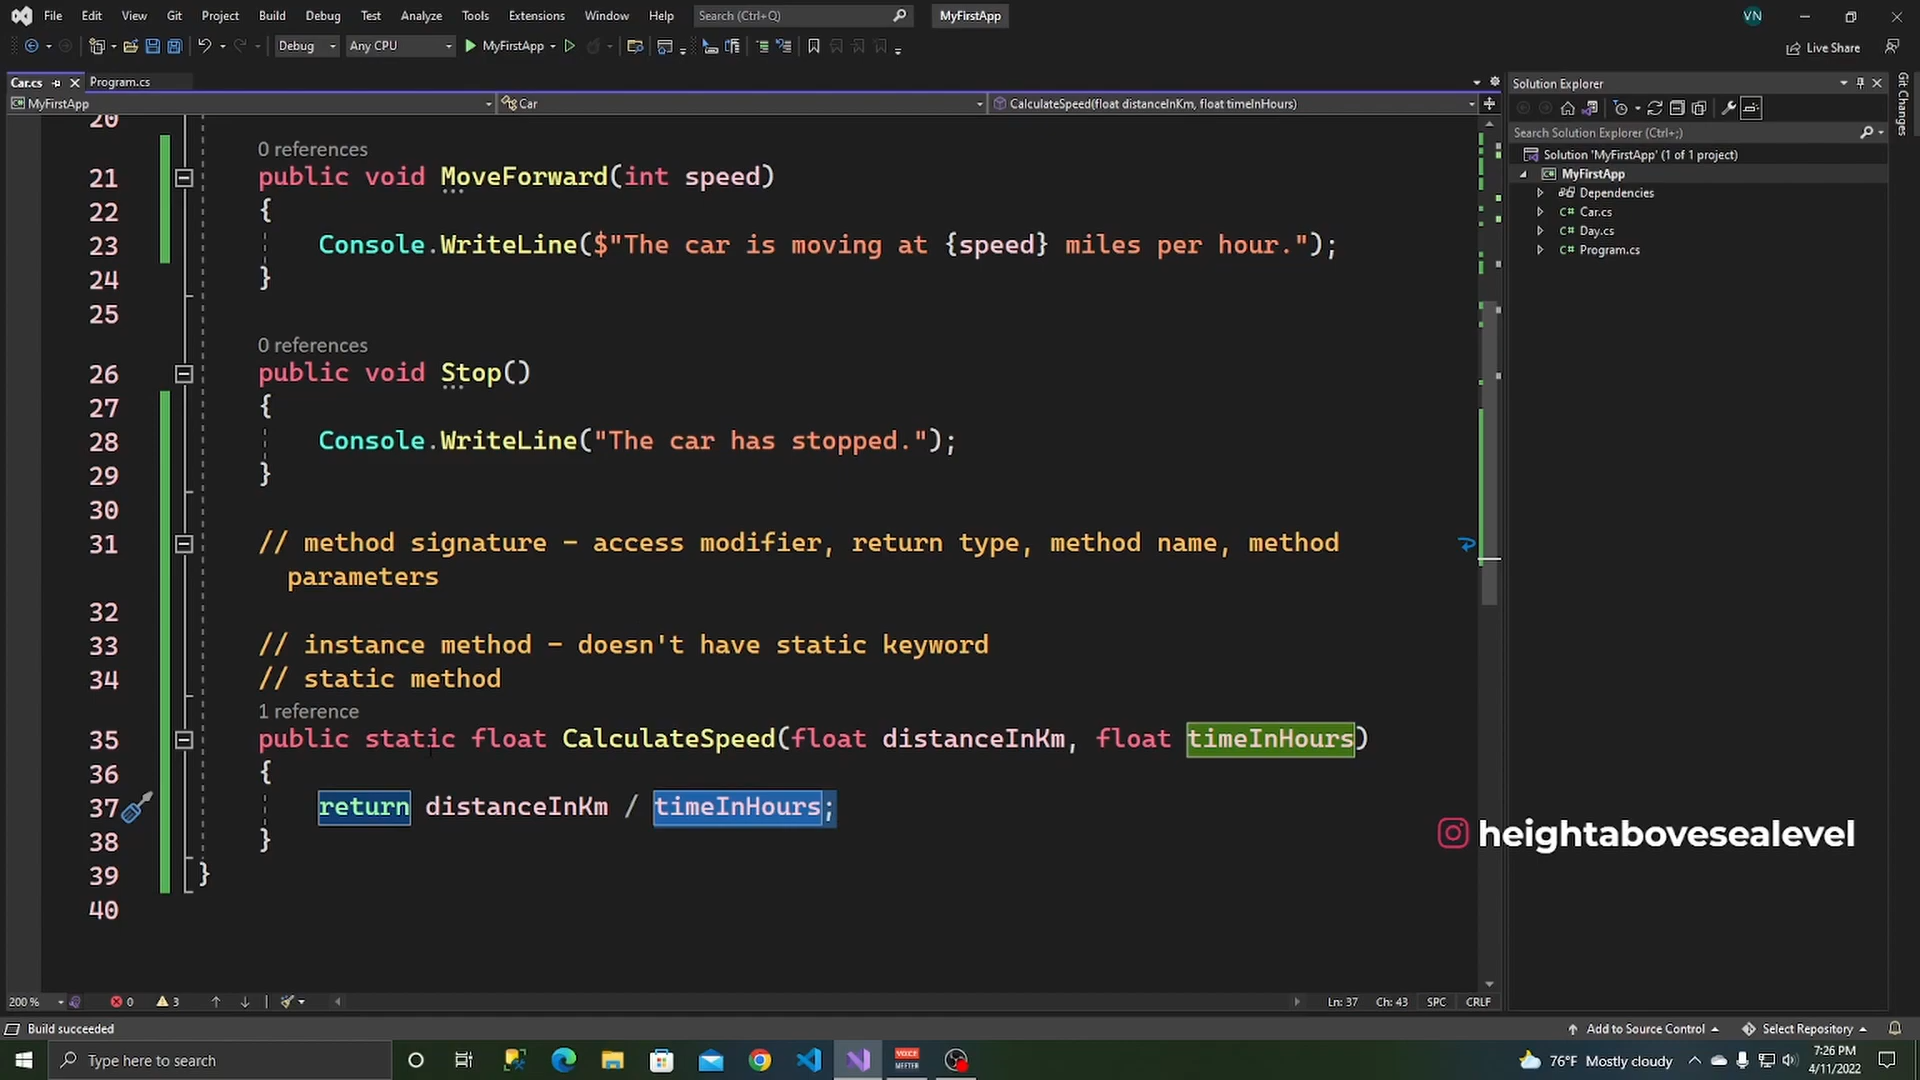 File Edit View Git Project Build Debug Test Analyze Tools Extensions Window Help Search (Ctrl+Q) MyFirstApp VN
Debug Any CPU MyFirstApp Live Share
Car.cs Program.cs
MyFirstApp Car CalculateSpeed(float distanceInKm, float timeInHours)
20
0 references
21 public void MoveForward(int speed)
22 {
23 Console.WriteLine($"The car is moving at {speed} miles per hour.");
24 }
25
0 references
26 public void Stop()
27 {
28 Console.WriteLine("The car has stopped.");
29 }
30
31 // method signature - access modifier, return type, method name, method
parameters
32
33 // instance method - doesn't have static keyword
34 // static method
1 reference
35 public static float CalculateSpeed(float distanceInKm, float timeInHours)
36 {
37 return distanceInKm / timeInHours;
38 }
39 }
40
200 % 0 3 Ln: 37 Ch: 43 SPC CRLF
Solution Explorer
Search Solution Explorer (Ctrl+;)
Solution 'MyFirstApp' (1 of 1 project)
MyFirstApp
Dependencies
C# Car.cs
C# Day.cs
C# Program.cs
Git Changes
heightabovesealevel
Build succeeded Add to Source Control Select Repository
Type here to search VOICE MEETER 76°F Mostly cloudy 7:26 PM
4/11/2022